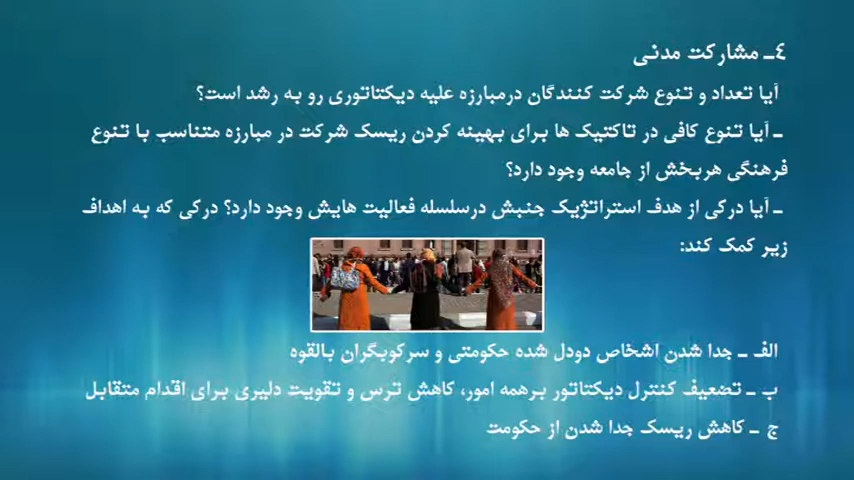 ٤ـ مشارکت مدنی
آیا تعداد و تنوع شرکت کنندگان درمبارزه علیه دیکتاتوری رو به رشد است؟
ـ آیا تنوع کافی در تاکتیک ها برای بهینه کردن ریسک شرکت در مبارزه متناسب با تنوع
فرهنگی هربخش از جامعه وجود دارد؟
ـ آیا درکی از هدف استراتژیک جنبش درسلسله فعالیت هایش وجود دارد؟ درکی که به اهداف
زیر کمک کند:
الف ـ جدا شدن اشخاص دودل شده حکومتی و سرکوبگران بالقوه
ب ـ تضعیف کنترل دیکتاتور برهمه امور، کاهش ترس و تقویت دلیری برای اقدام متقابل
ج ـ کاهش ریسک جدا شدن از حکومت